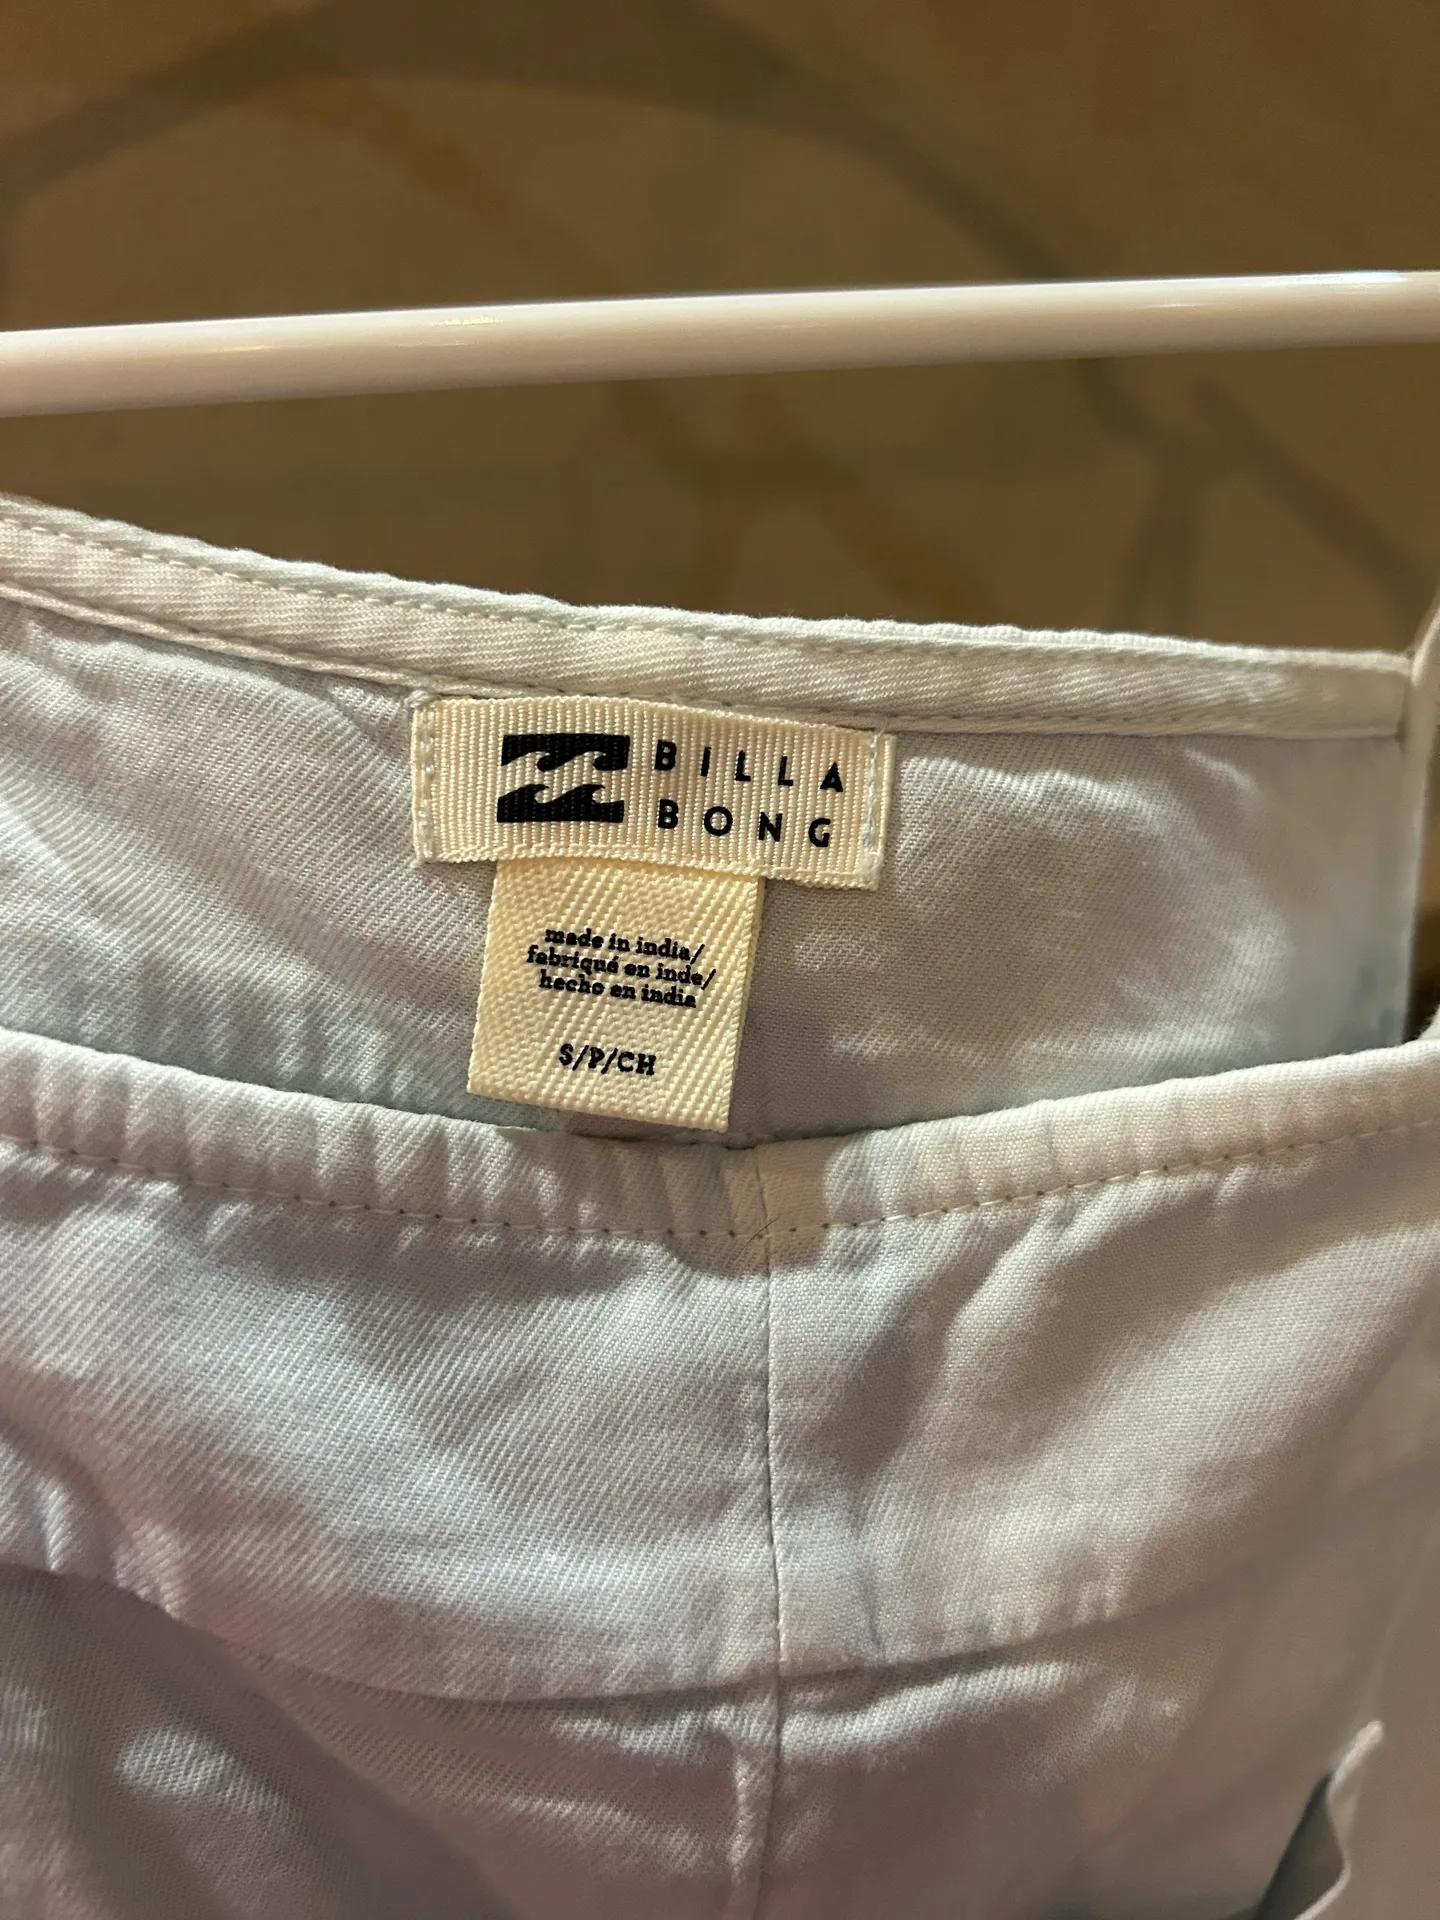 BILLA
BONG
made in india/
fabriqué en inde/
hecho en india
S/P/CH